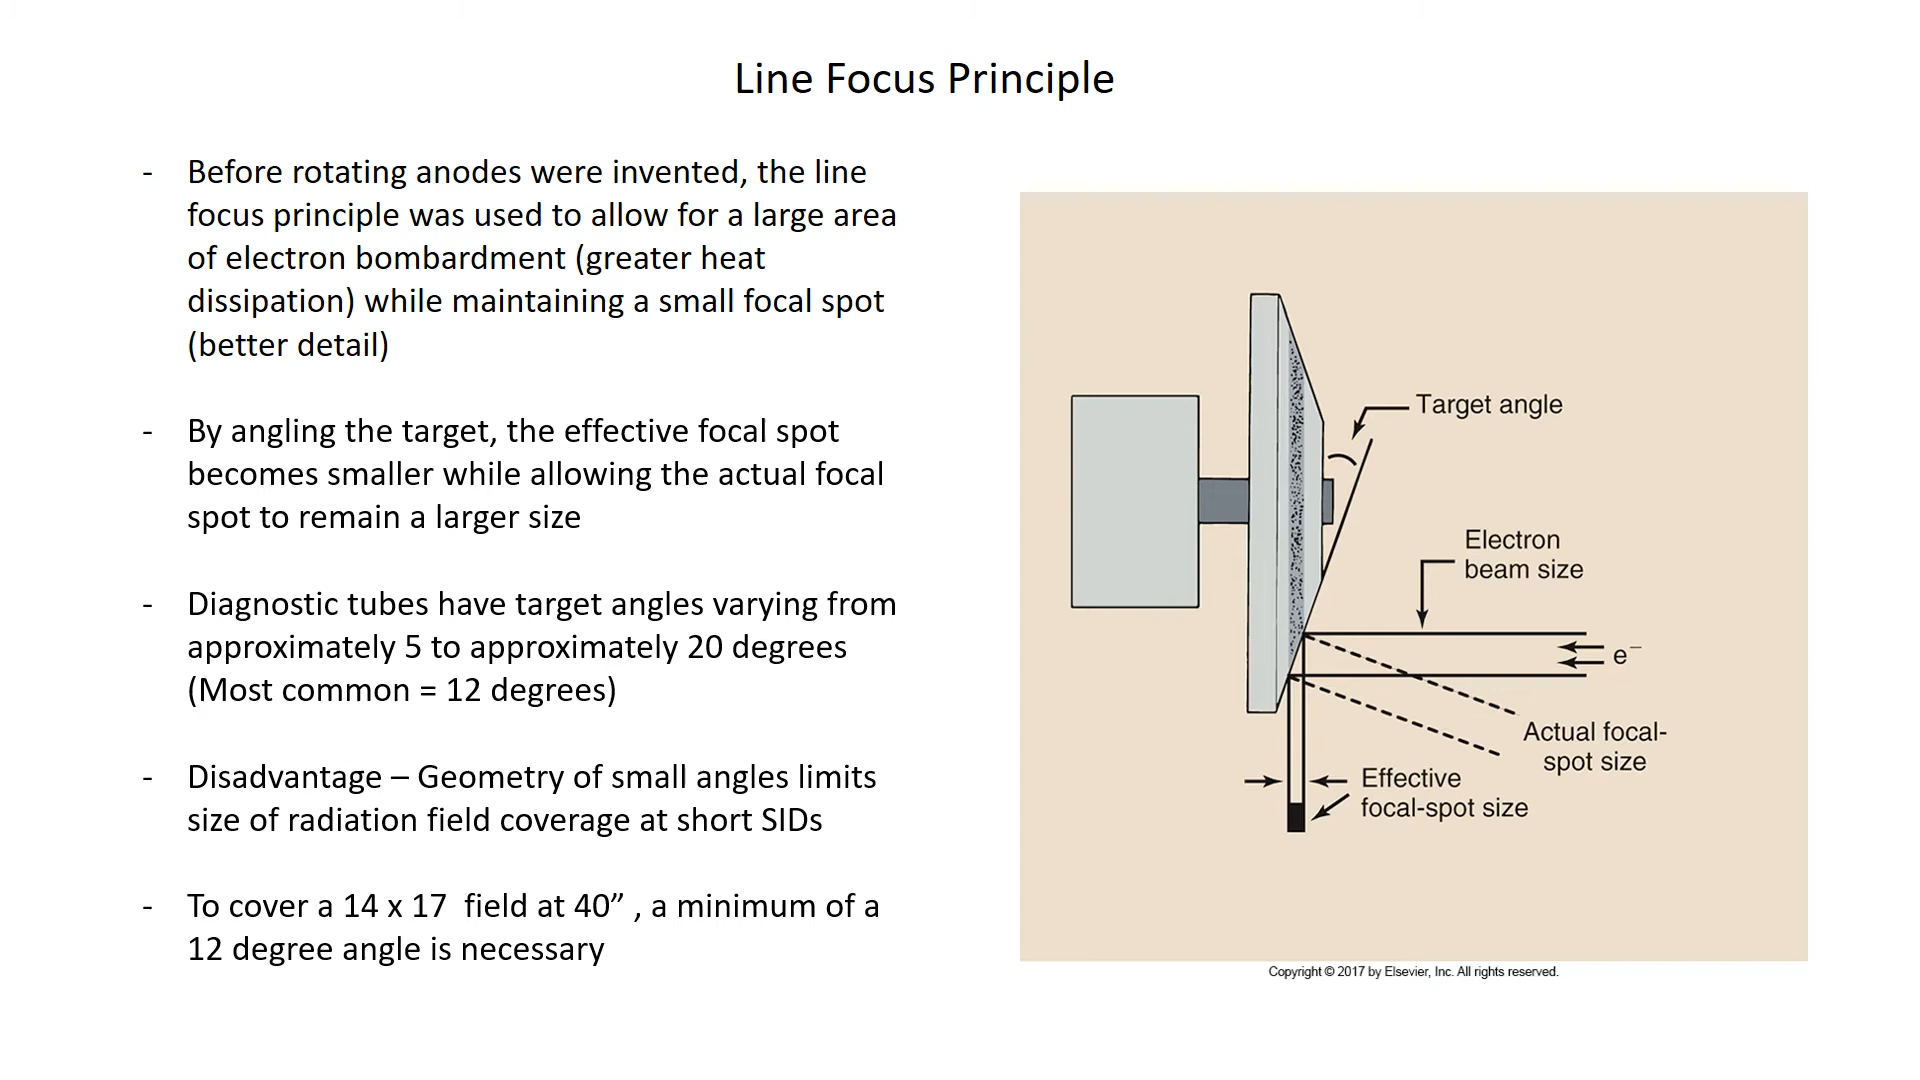 Line Focus Principle
- Before rotating anodes were invented, the line
focus principle was used to allow for a large area
of electron bombardment (greater heat
dissipation) while maintaining a small focal spot
(better detail)
- By angling the target, the effective focal spot
becomes smaller while allowing the actual focal
spot to remain a larger size
- Diagnostic tubes have target angles varying from
approximately 5 to approximately 20 degrees
(Most common = 12 degrees)
- Disadvantage – Geometry of small angles limits
size of radiation field coverage at short SIDs
- To cover a 14 x 17  field at 40” , a minimum of a
12 degree angle is necessary
Target angle
Electron
beam size
e⁻
Actual focal-
spot size
Effective
focal-spot size
Copyright © 2017 by Elsevier, Inc. All rights reserved.